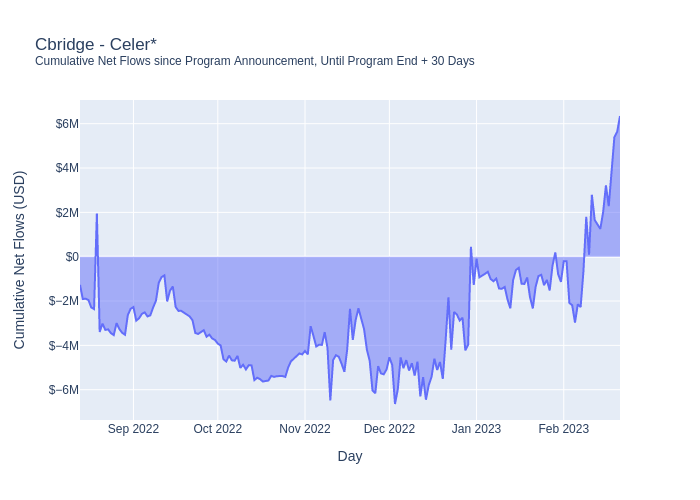 Cbridge - Celer*
Cumulative Net Flows since Program Announcement, Until Program End + 30 Days
Cumulative Net Flows (USD)
$6M
$4M
$2M
$0
$−2M
$−4M
$−6M
Sep 2022 Oct 2022 Nov 2022 Dec 2022 Jan 2023 Feb 2023
Day